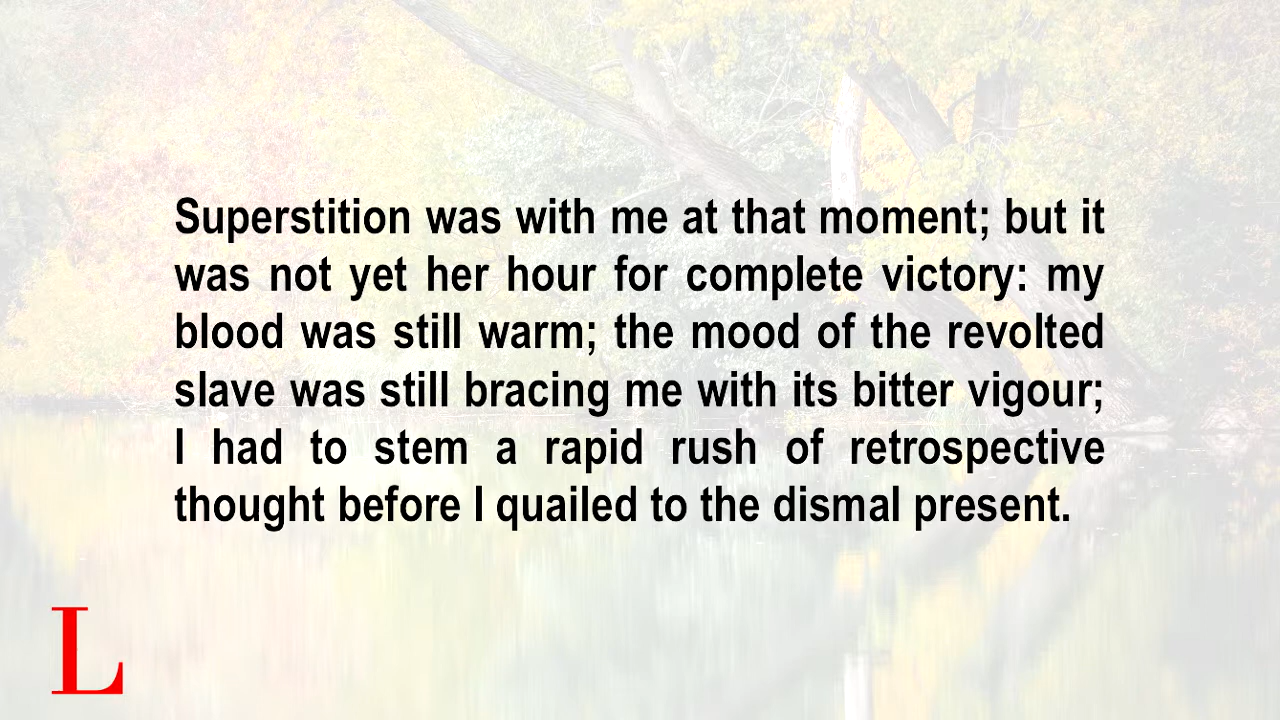 Superstition was with me at that moment; but it
was not yet her hour for complete victory: my
blood was still warm; the mood of the revolted
slave was still bracing me with its bitter vigour;
I had to stem a rapid rush of retrospective
thought before I quailed to the dismal present.
L